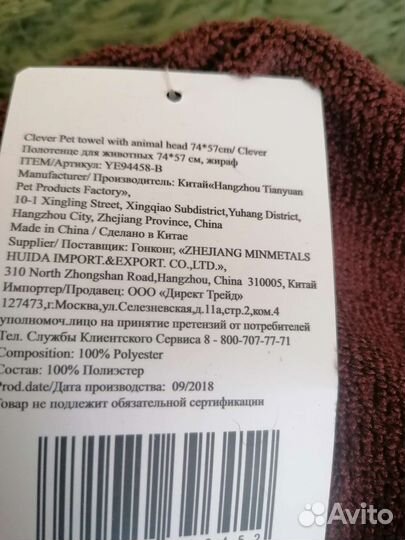 Clever Pet towel with animal head 74*57cm/ Clever
Полотенце для животных 74*57 см, жираф
ITEM/Артикул: YE94458-B
Manufacturer/ Производитель: Китай«Hangzhou Tianyuan
Pet Products Factory»,
10-1 Xingling Street, Xingqiao Subdistrict,Yuhang District,
Hangzhou City, Zhejiang Province, China
Made in China / Сделано в Китае
Supplier/ Поставщик: Гонконг, «ZHEJIANG MINMETALS
HUIDA IMPORT.&EXPORT. CO.,LTD.»,
310 North Zhongshan Road,Hangzhou, China 310005, Китай
Импортер/Продавец: ООО «Директ Трейд»
127473,г.Москва,ул.Селезневская,д.11а,стр.2,ком.4
уполномоч.лицо на принятие претензий от потребителей
Тел. Службы Клиентского Сервиса 8 - 800-707-77-71
Composition: 100% Polyester
Состав: 100% Полиэстер
Prod.date/Дата производства: 09/2018
Товар не подлежит обязательной сертификации
Avito